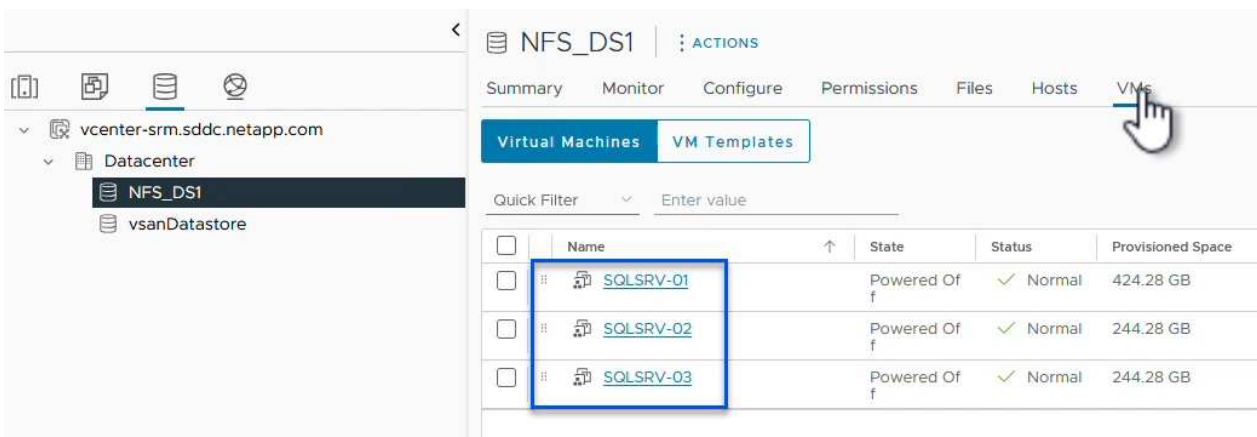 NFS_DS1 ACTIONS
Summary Monitor Configure Permissions Files Hosts VMs
vcenter-srm.sddc.netapp.com
Datacenter
NFS_DS1
vsanDatastore
Virtual Machines VM Templates
Quick Filter Enter value
Name State Status Provisioned Space
SQLSRV-01 Powered Of
f Normal 424.28 GB
SQLSRV-02 Powered Of
f Normal 244.28 GB
SQLSRV-03 Powered Of
f Normal 244.28 GB